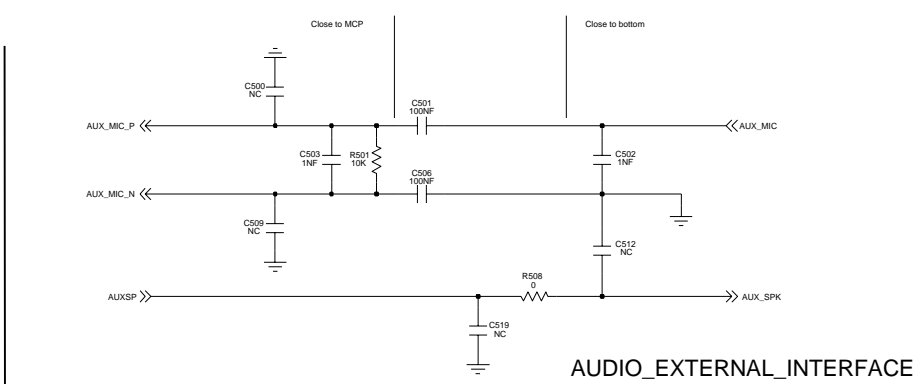 Close to MCP
Close to bottom
C500
NC
C501
100NF
AUX_MIC_P
AUX_MIC
C503
1NF
R501
10K
C502
1NF
C506
100NF
AUX_MIC_N
C509
NC
C512
NC
R508
0
AUXSP
AUX_SPK
C519
NC
AUDIO_EXTERNAL_INTERFACE